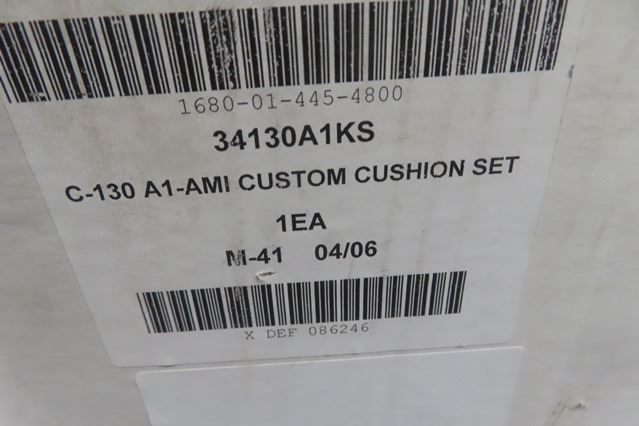 1680-01-445-4800
34130A1KS
C-130 A1-AMI CUSTOM CUSHION SET
1EA
M-41 04/06
X DEF 086246